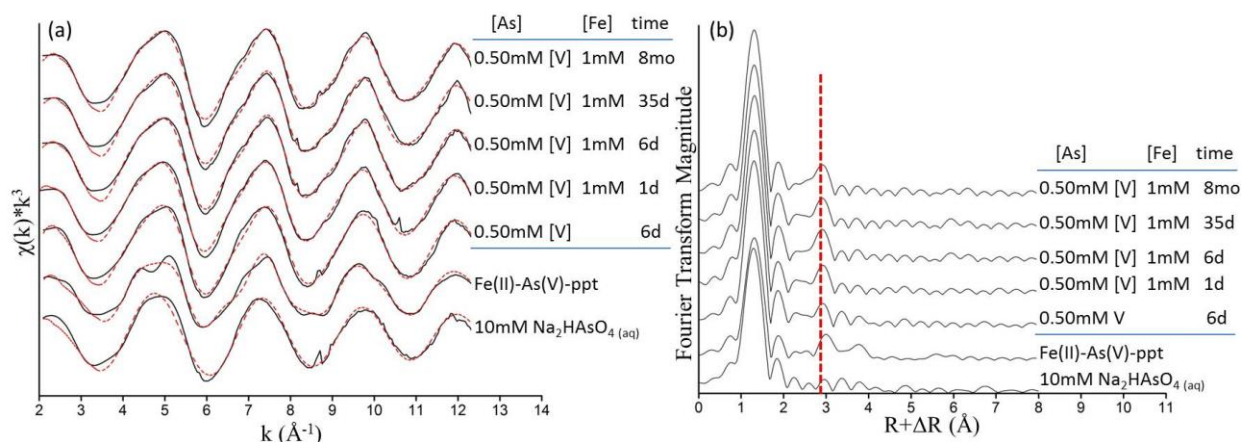 (a)
[As] [Fe] time
0.50mM [V] 1mM 8mo
0.50mM [V] 1mM 35d
0.50mM [V] 1mM 6d
0.50mM [V] 1mM 1d
0.50mM [V] 6d
Fe(II)-As(V)-ppt
10mM Na₂HAsO₄ (aq)
χ(k)*k³
2 3 4 5 6 7 8 9 10 11 12 13 14
k (Å⁻¹)
(b)
[As] [Fe] time
0.50mM [V] 1mM 8mo
0.50mM [V] 1mM 35d
0.50mM [V] 1mM 6d
0.50mM [V] 1mM 1d
0.50mM V 6d
Fe(II)-As(V)-ppt
10mM Na₂HAsO₄ (aq)
Fourier Transform Magnitude
0 1 2 3 4 5 6 7 8 9 10 11
R+ΔR (Å)